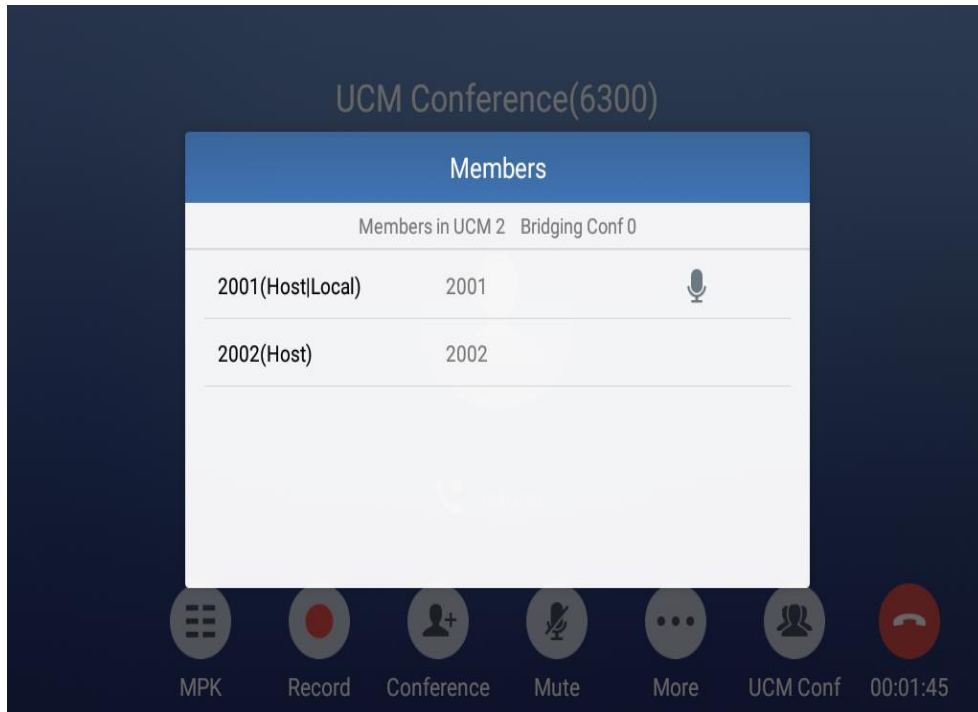 UCM Conference(6300)
Members
Members in UCM 2 Bridging Conf 0
2001(Host|Local) 2001
2002(Host) 2002
MPK Record Conference Mute More UCM Conf 00:01:45